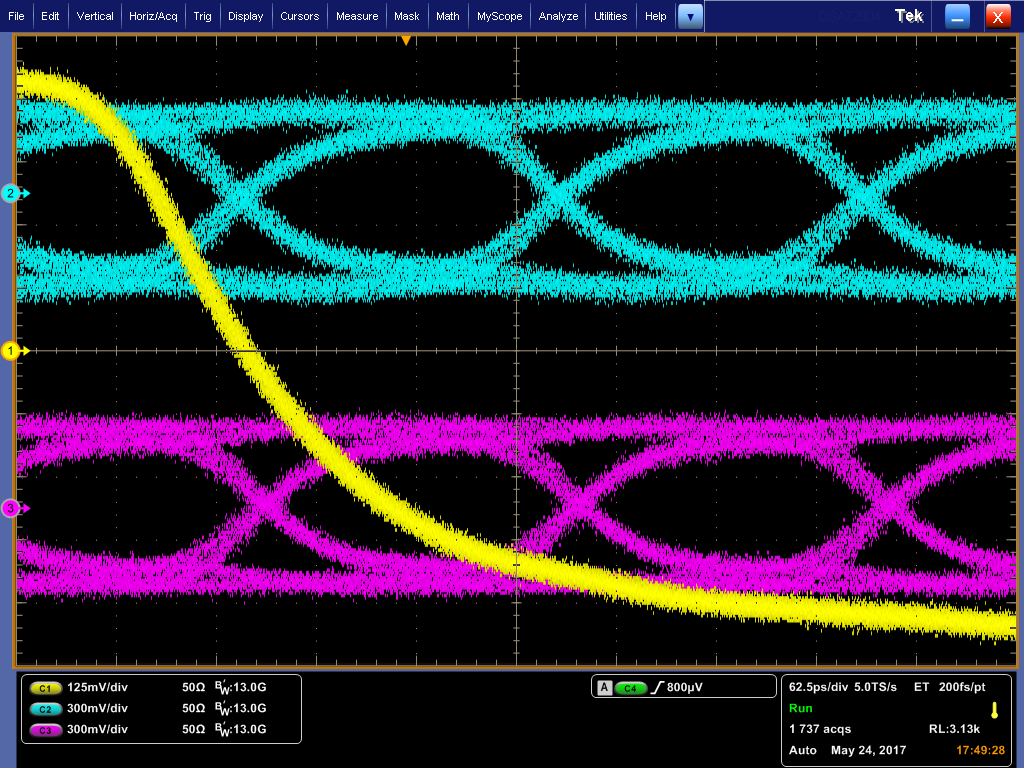 File Edit Vertical Horiz/Acq Trig Display Cursors Measure Mask Math MyScope Analyze Utilities Help Tek X
2
1
3
C1 125mV/div 50Ω BW:13.0G
C2 300mV/div 50Ω BW:13.0G
C3 300mV/div 50Ω BW:13.0G
A C4 800µV
62.5ps/div 5.0TS/s ET 200fs/pt
Run
1 737 acqs RL:3.13k
Auto May 24, 2017 17:49:28